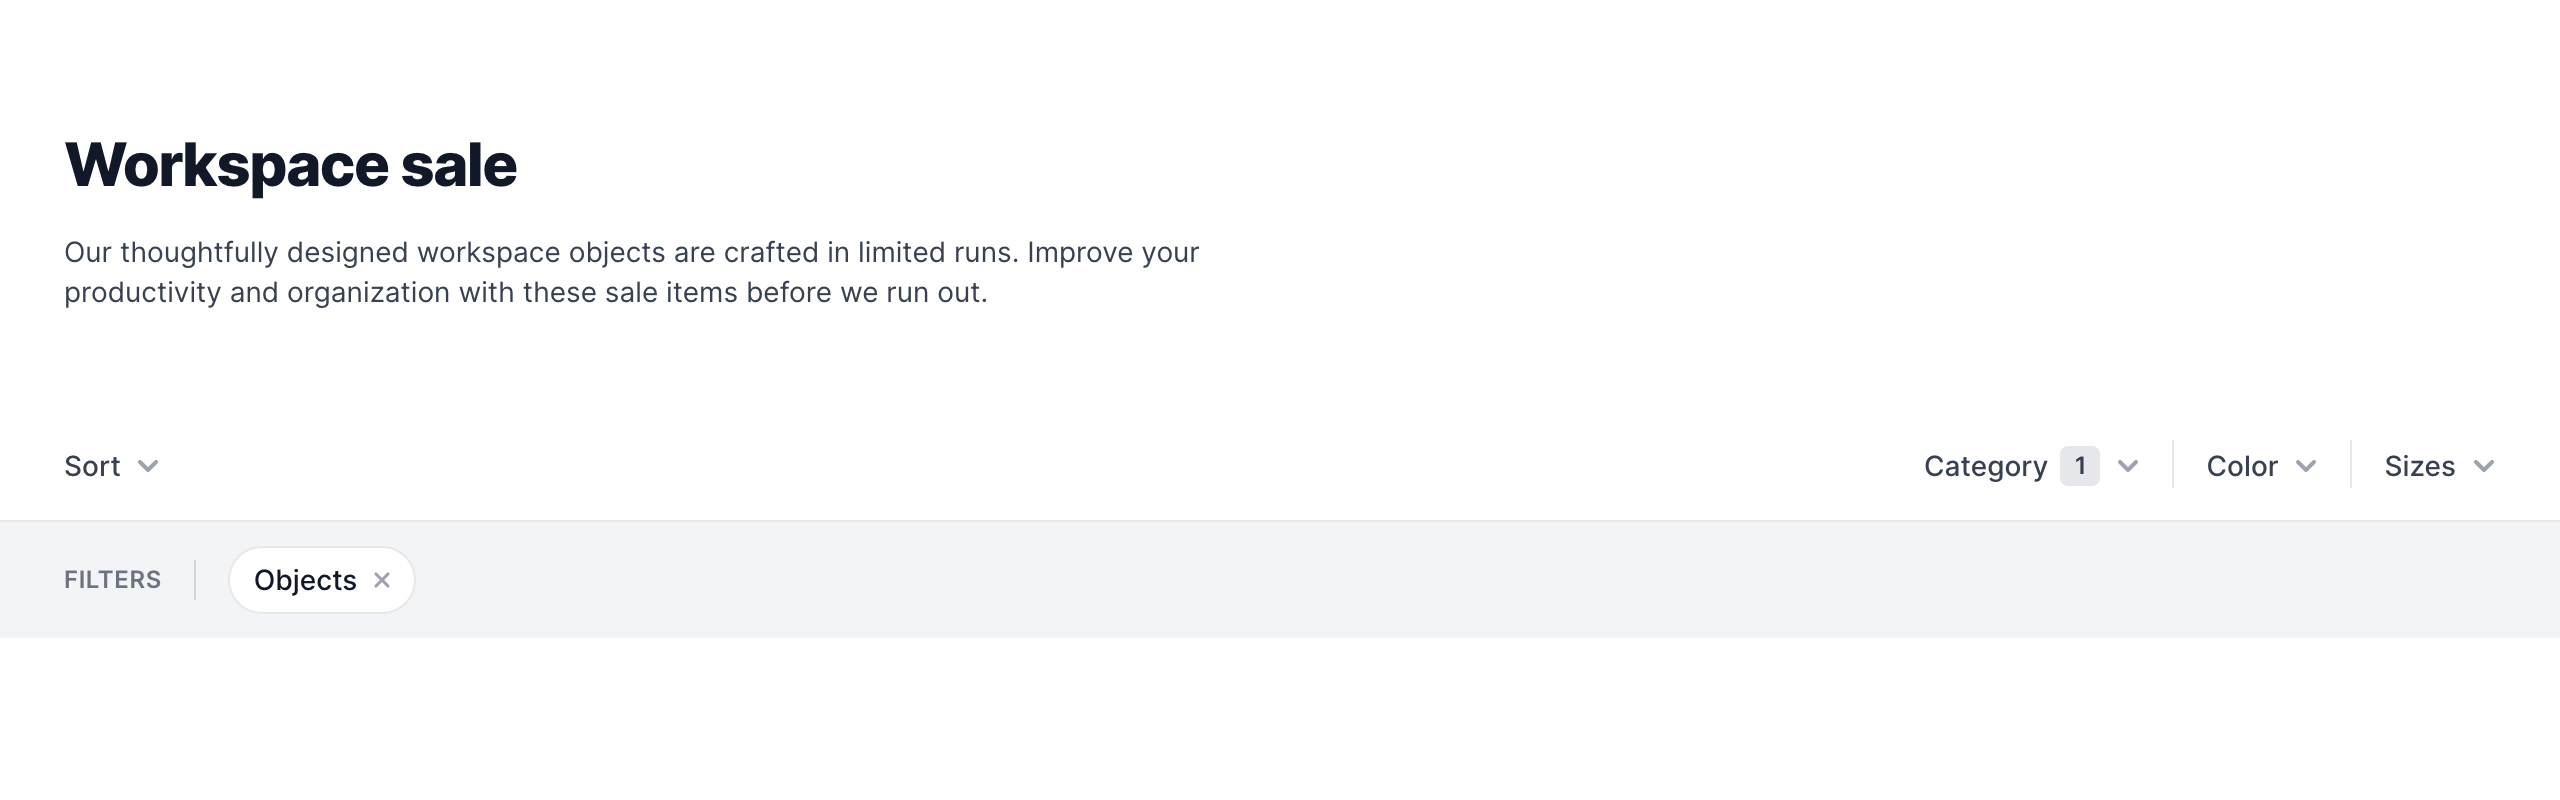 Workspace sale
Our thoughtfully designed workspace objects are crafted in limited runs. Improve your
productivity and organization with these sale items before we run out.
Sort
Category 1
Color
Sizes
FILTERS
Objects